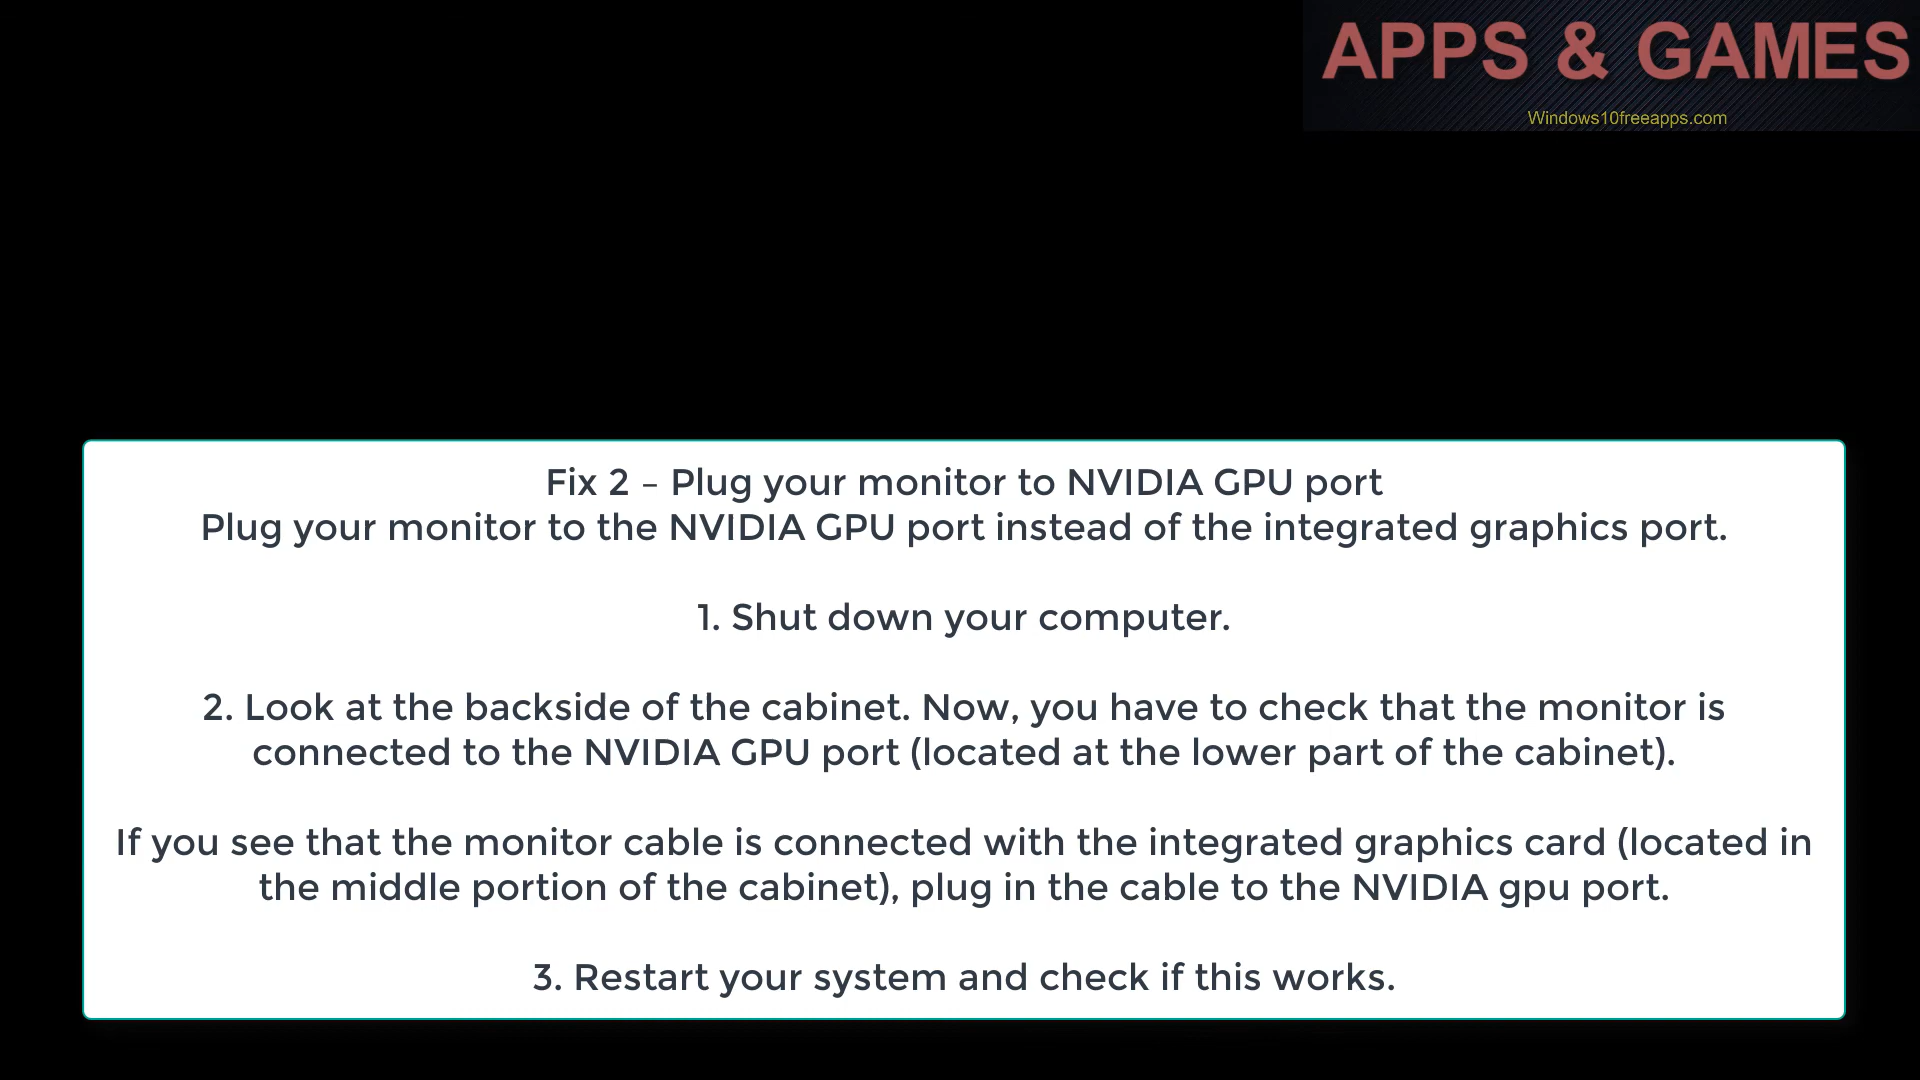 APPS & GAMES
Windows10freeapps.com
Fix 2 – Plug your monitor to NVIDIA GPU port
Plug your monitor to the NVIDIA GPU port instead of the integrated graphics port.
1. Shut down your computer.
2. Look at the backside of the cabinet. Now, you have to check that the monitor is
connected to the NVIDIA GPU port (located at the lower part of the cabinet).
If you see that the monitor cable is connected with the integrated graphics card (located in
the middle portion of the cabinet), plug in the cable to the NVIDIA gpu port.
3. Restart your system and check if this works.